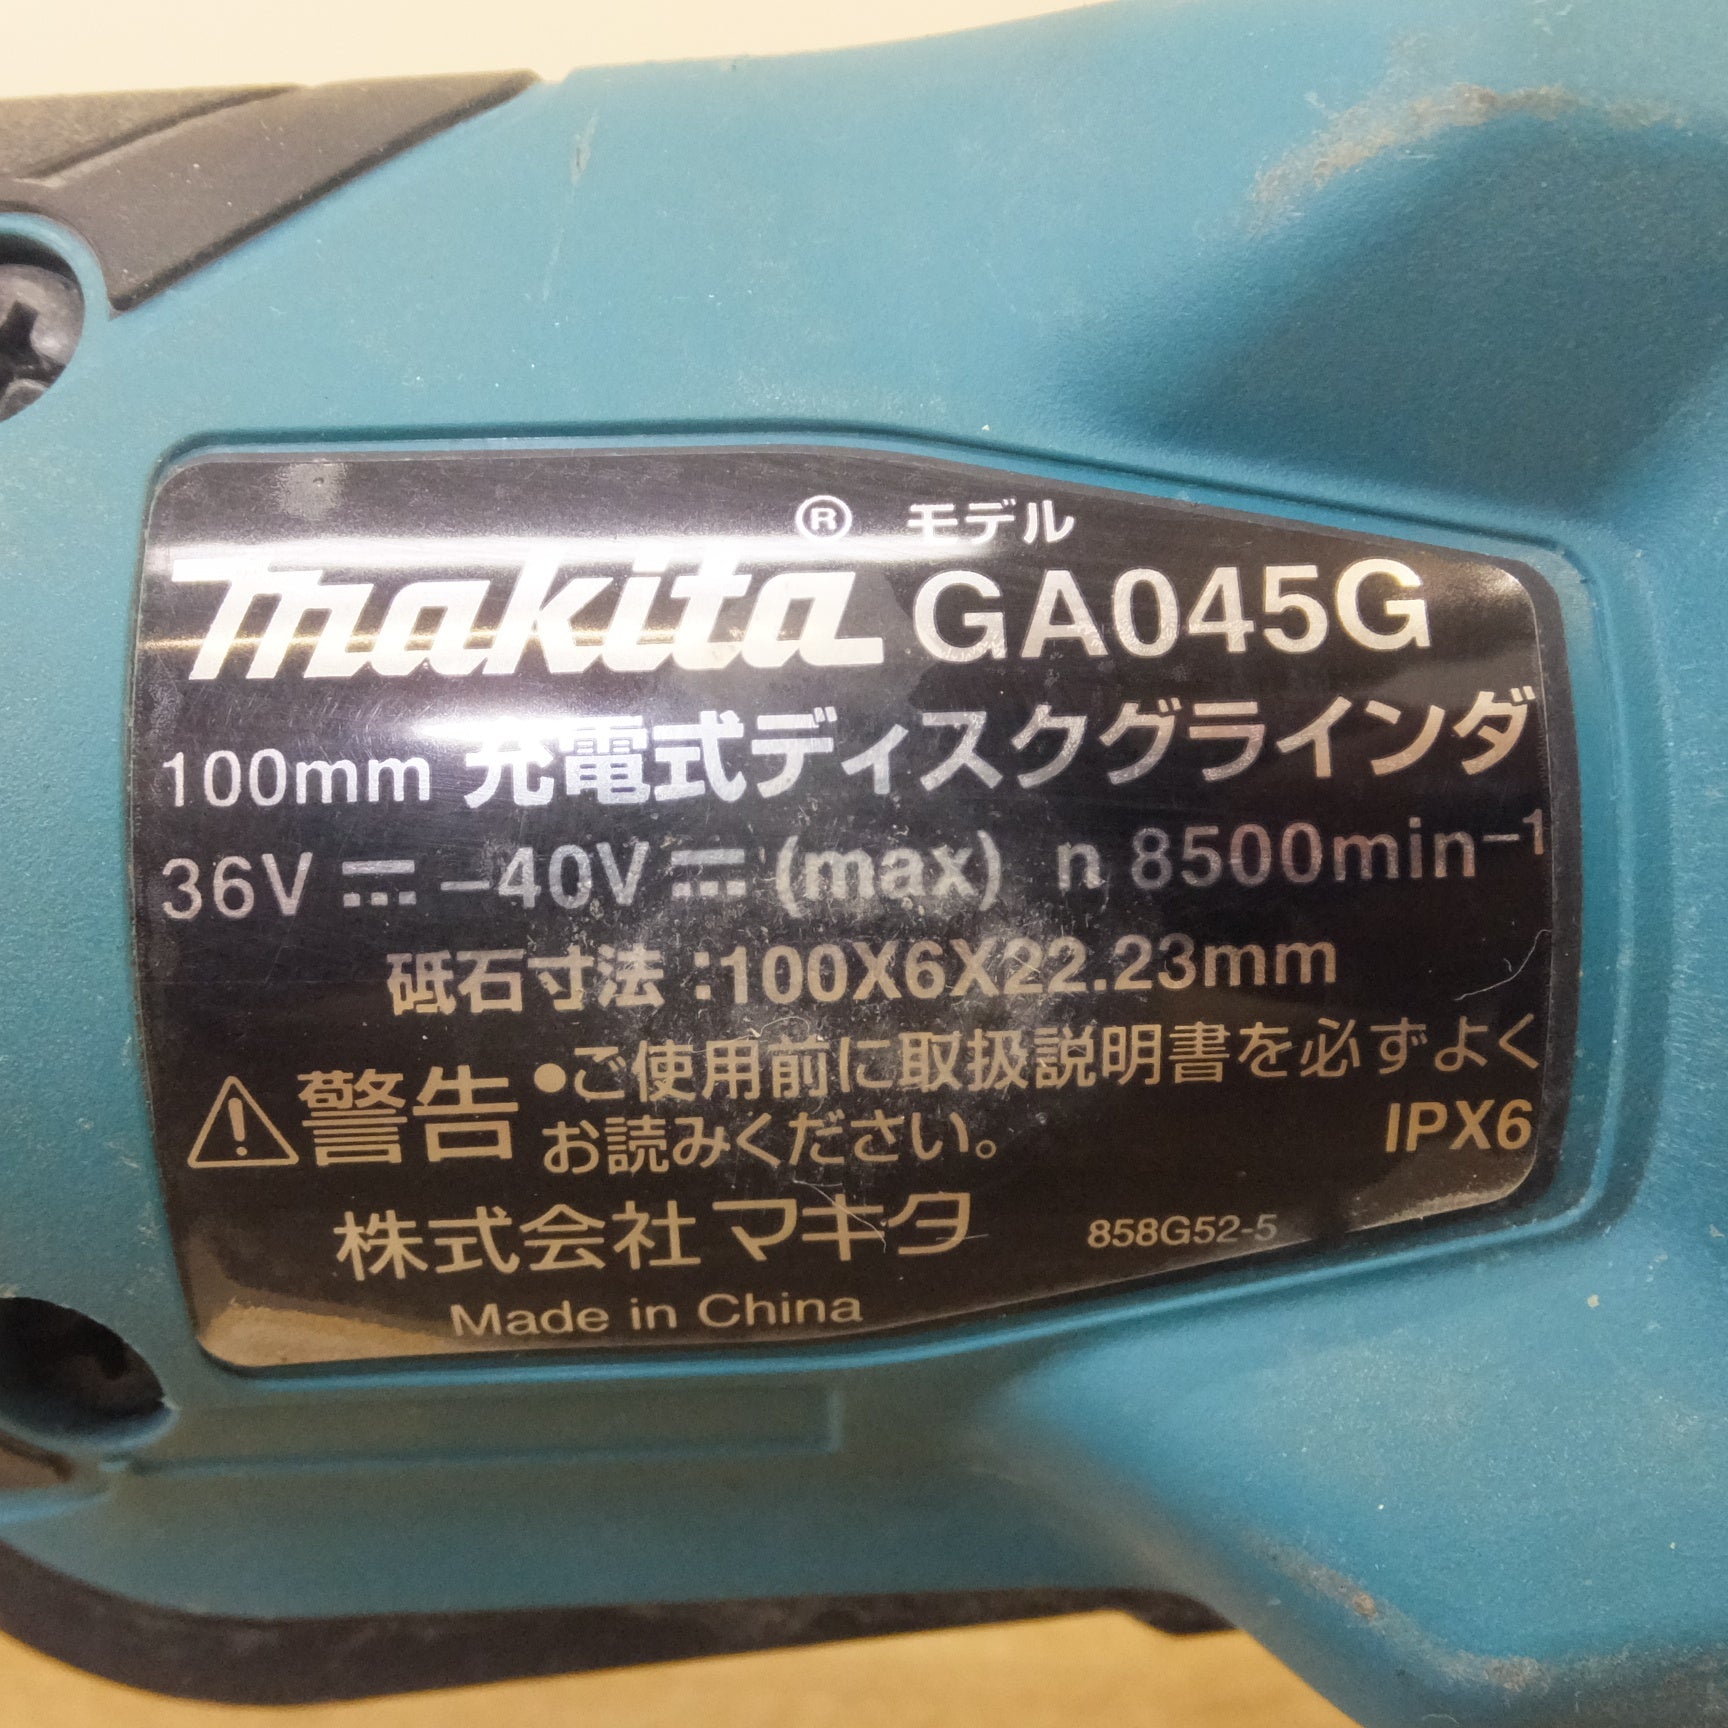 ® モデル
makita GA045G
100mm 充電式ディスクグラインダ
36V ⎓ -40V ⎓ (max) n 8500min⁻¹
砥石寸法:100X6X22.23mm
警告 •ご使用前に取扱説明書を必ずよく
お読みください。 IPX6
株式会社マキタ 858G52-5
Made in China